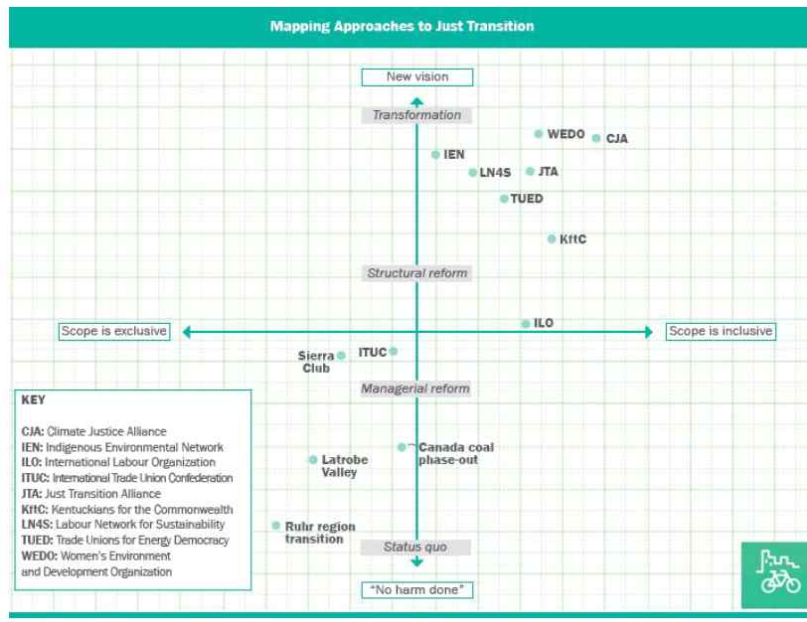 Mapping Approaches to Just Transition
New vision
Transformation
WEDO
CJA
IEN
LN4S
JTA
TUED
KftC
Structural reform
ILO
Scope is exclusive
Scope is inclusive
ITUC
Sierra
Club
Managerial reform
KEY
CJA: Climate Justice Alliance
IEN: Indigenous Environmental Network
ILO: International Labour Organization
ITUC: International Trade Union Confederation
JTA: Just Transition Alliance
KftC: Kentuckians for the Commonwealth
LN4S: Labour Network for Sustainability
TUED: Trade Unions for Energy Democracy
WEDO: Women's Environment
and Development Organization
Canada coal
phase-out
Latrobe
Valley
Ruhr region
transition
Status quo
"No harm done"